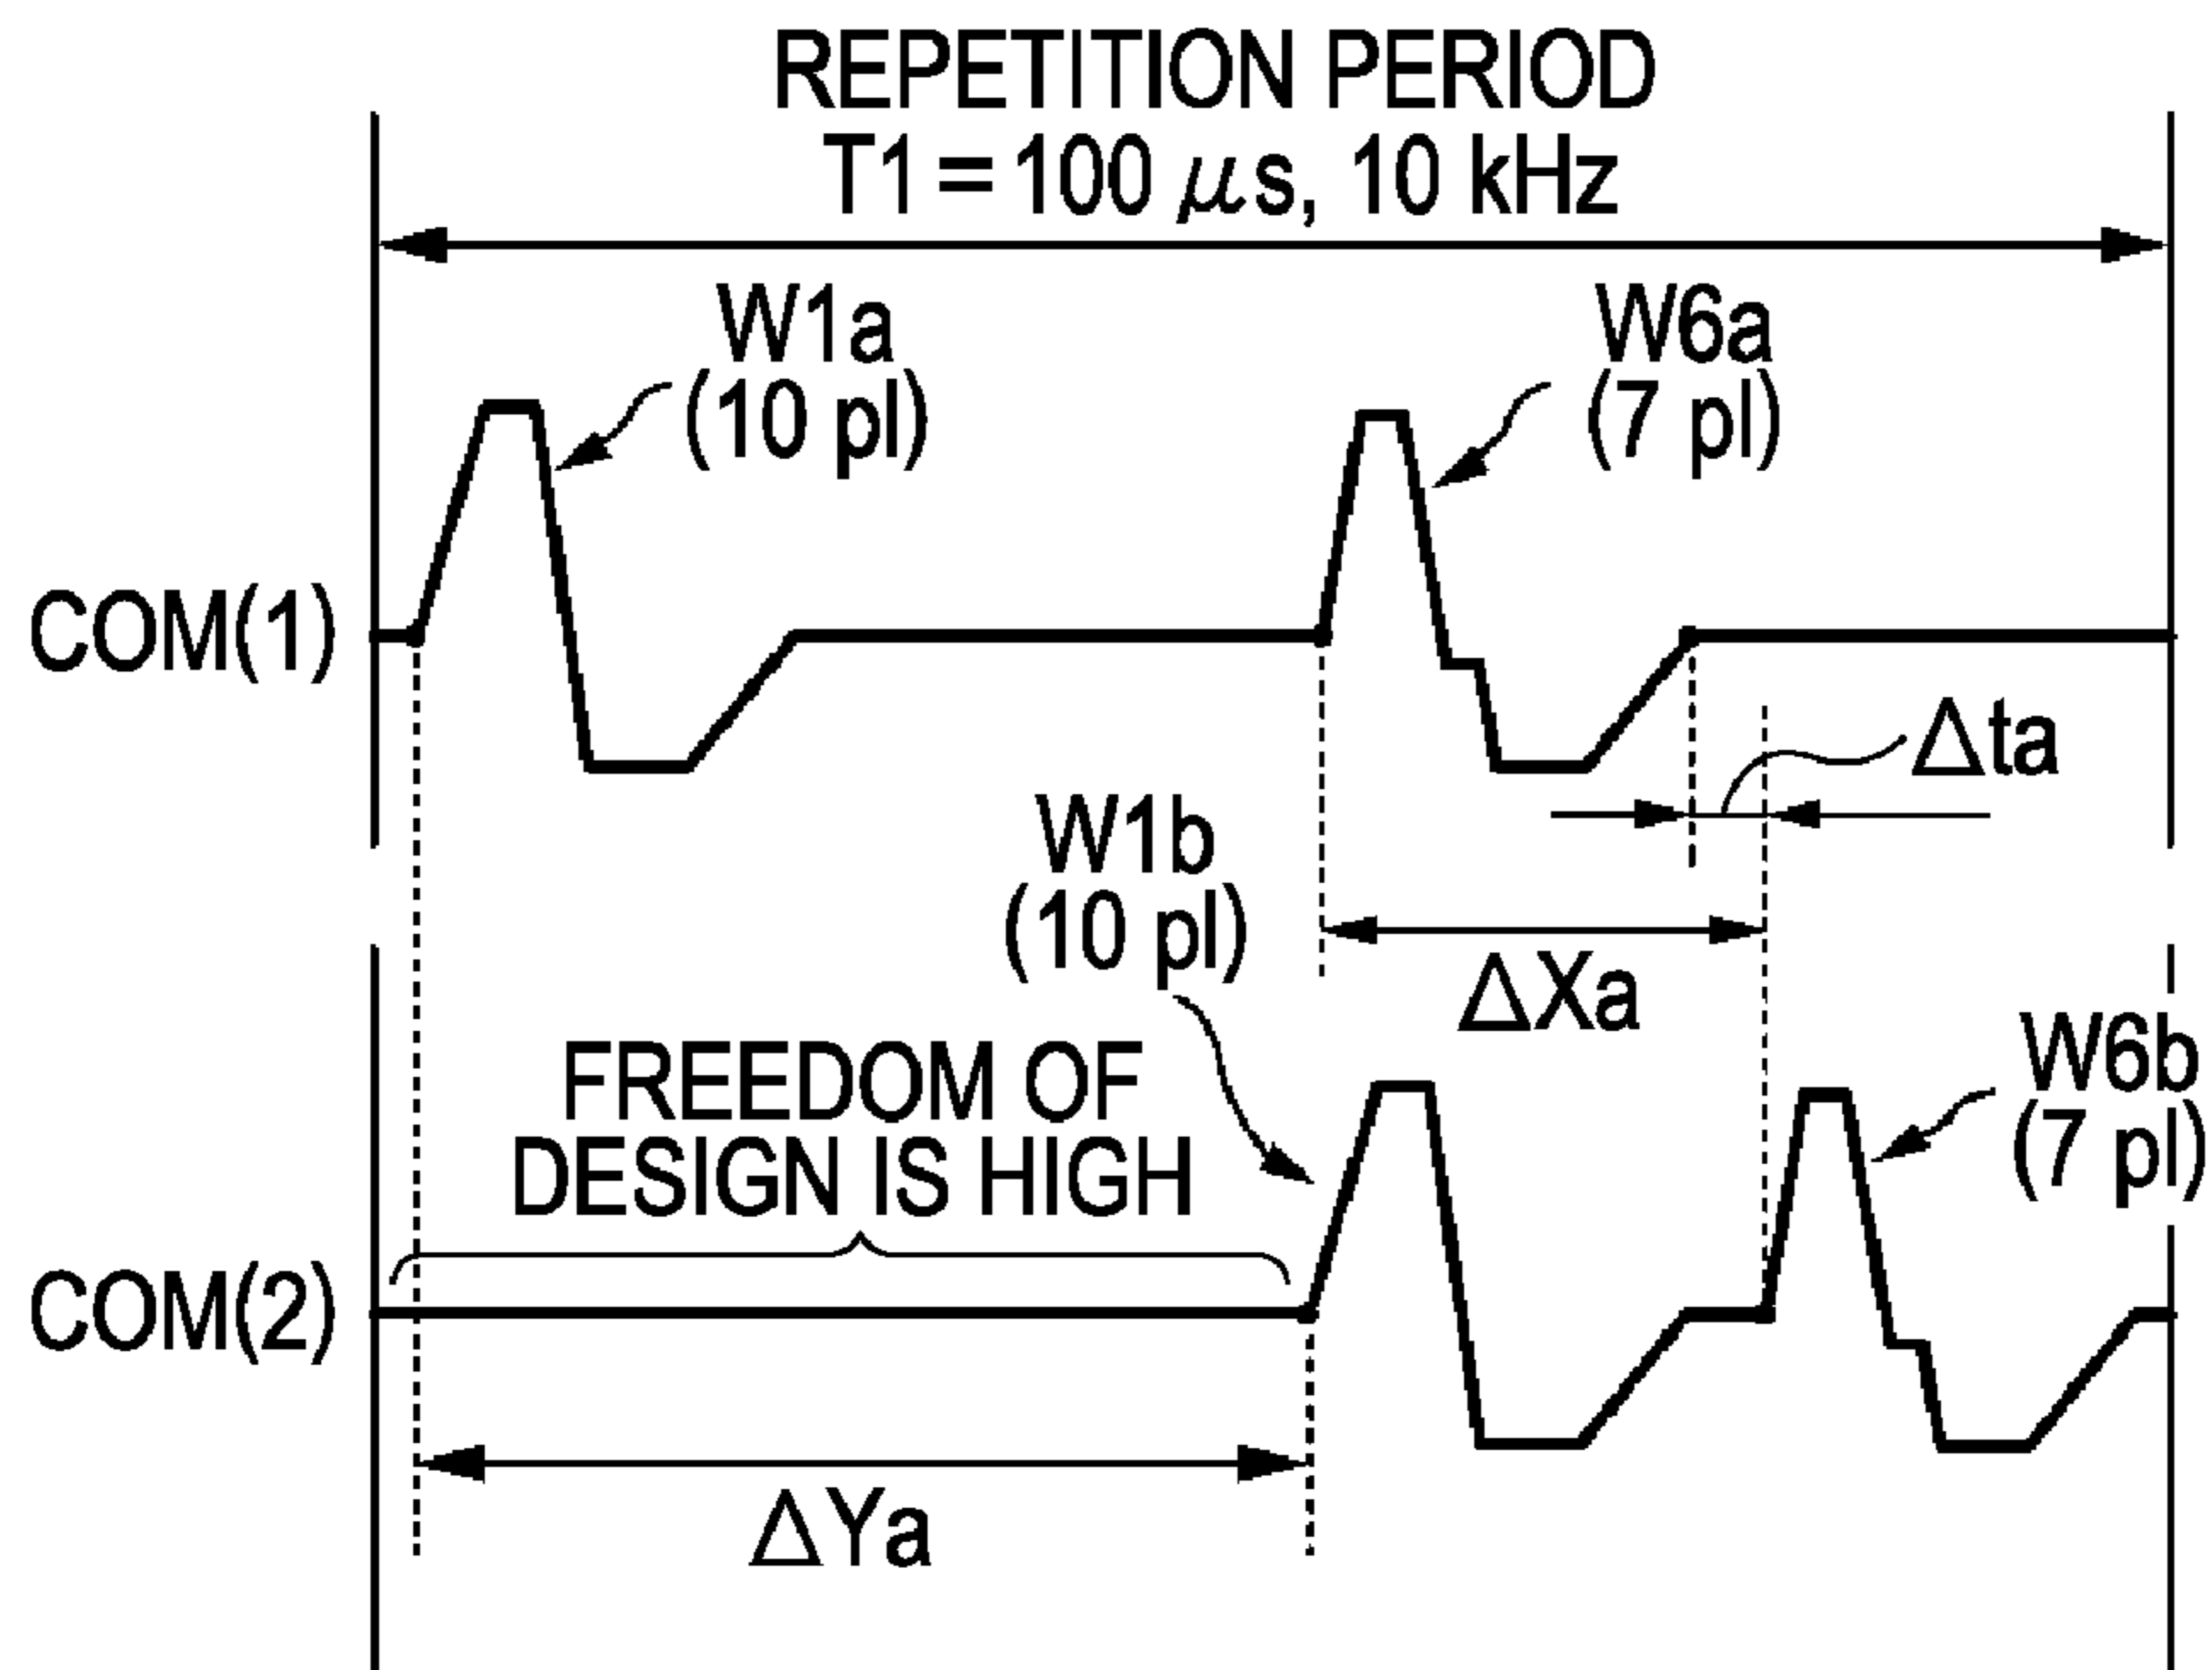 REPETITION PERIOD
T1 = 100 μs, 10 kHz
W1a
(10 pl)
W6a
(7 pl)
COM(1)
Δta
W1b
(10 pl)
ΔXa
W6b
(7 pl)
FREEDOM OF
DESIGN IS HIGH
COM(2)
ΔYa